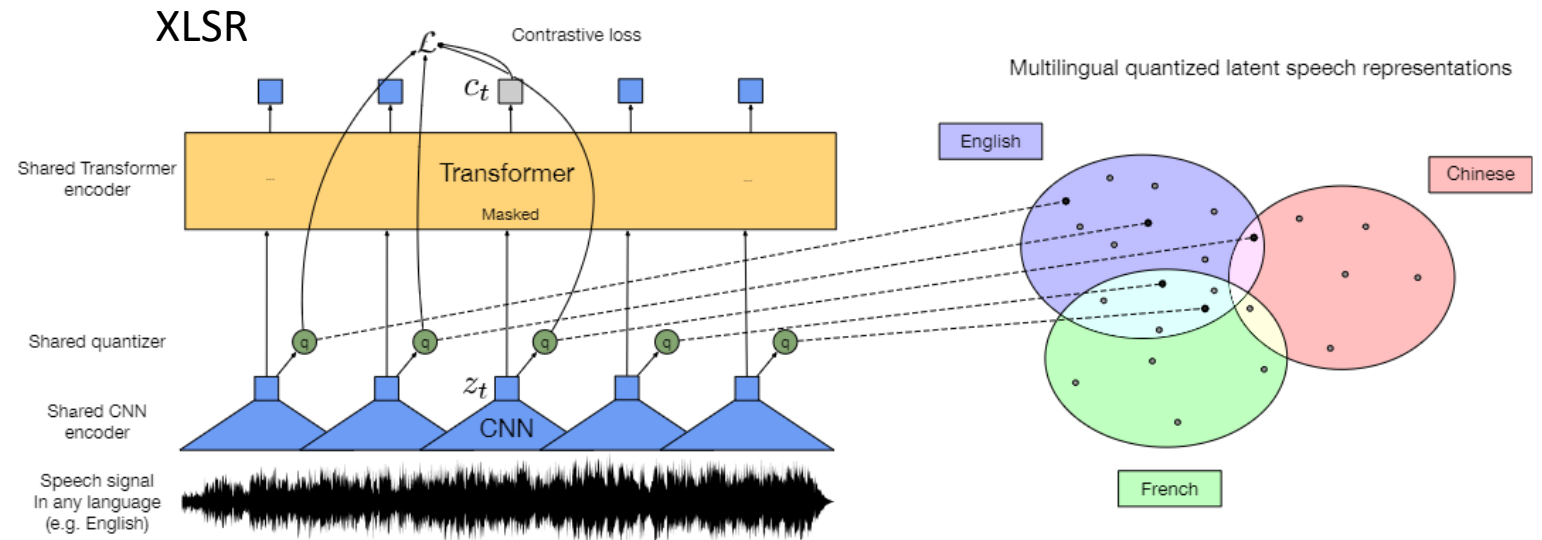 XLSR
ℒ
Contrastive loss
c_t
Multilingual quantized latent speech representations
English
Chinese
Shared Transformer
encoder
...
Transformer
...
Masked
Shared quantizer
q
q
q
q
q
z_t
Shared CNN
encoder
CNN
Speech signal
In any language
(e.g. English)
French